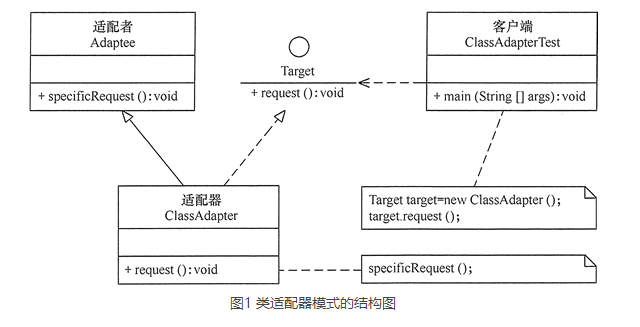 适配者
Adaptee
+ specificRequest ():void
Target
+ request ():void
客户端
ClassAdapterTest
+ main (String [] args):void
适配器
ClassAdapter
+ request ():void
Target target=new ClassAdapter ();
target.request ();
specificRequest ();
图1 类适配器模式的结构图